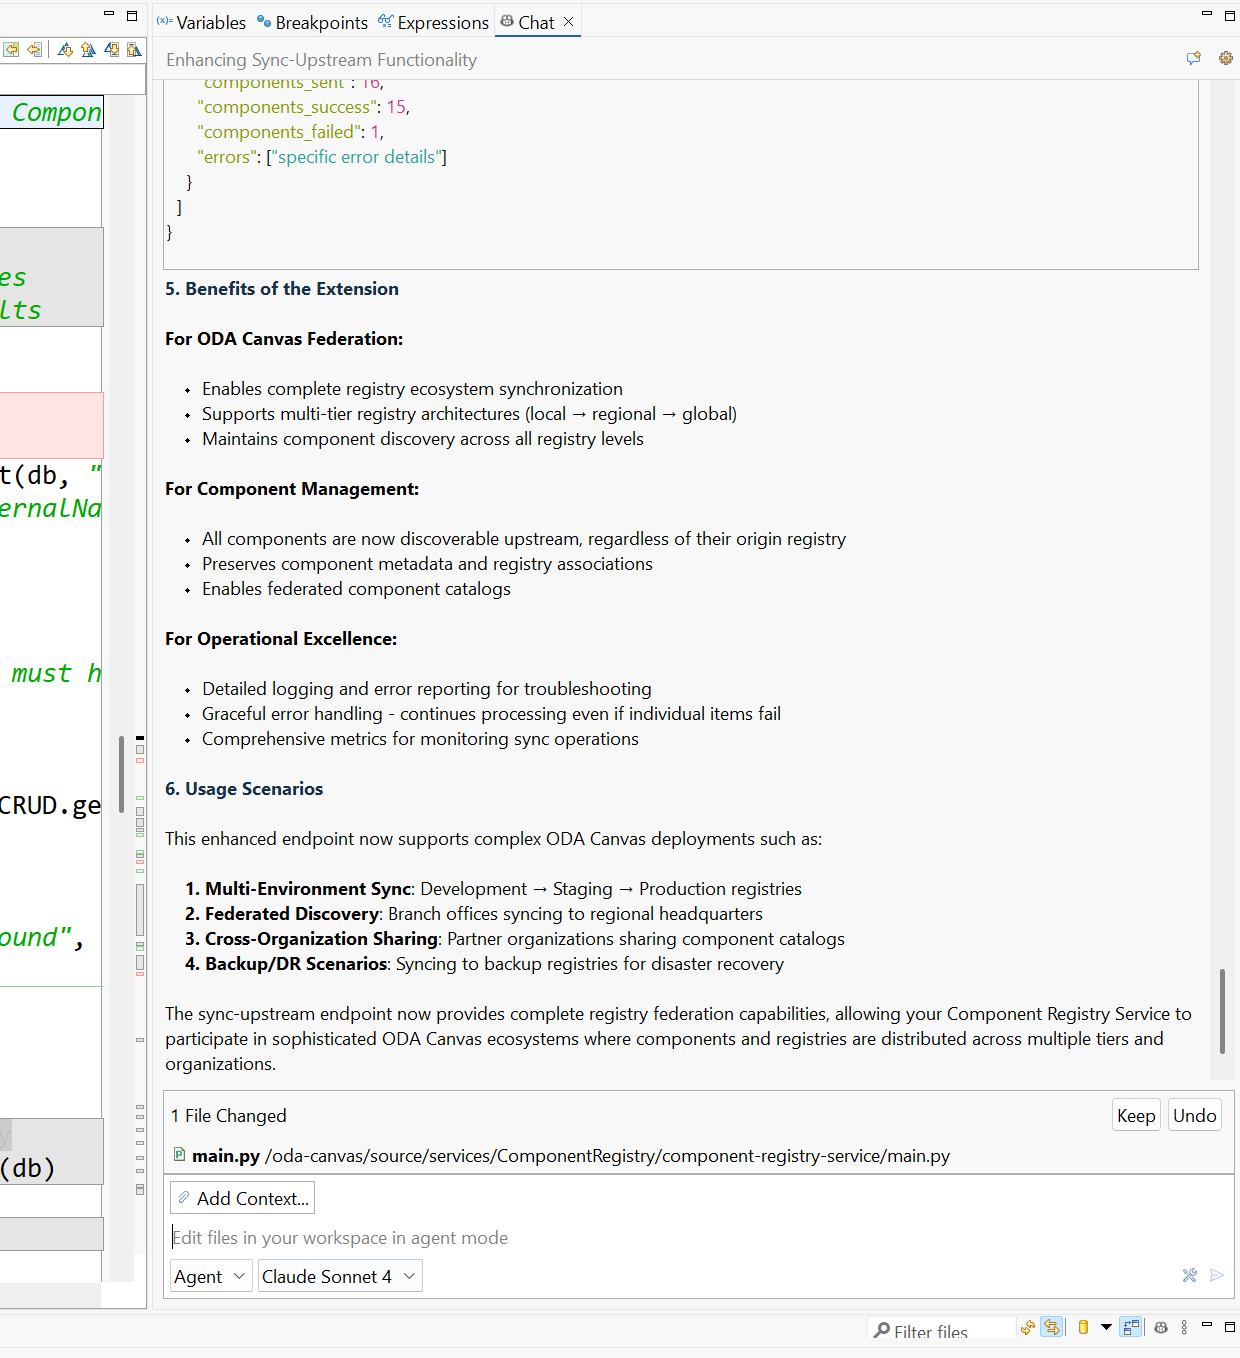 (x)= Variables Breakpoints Expressions Chat
Enhancing Sync-Upstream Functionality
Compon
es
lts
t(db, "
ernalNa
must h
CRUD.ge
ound",
y
(db)
"components_sent": 16,
"components_success": 15,
"components_failed": 1,
"errors": ["specific error details"]
}
]
}
5. Benefits of the Extension
For ODA Canvas Federation:
• Enables complete registry ecosystem synchronization
• Supports multi-tier registry architectures (local → regional → global)
• Maintains component discovery across all registry levels
For Component Management:
• All components are now discoverable upstream, regardless of their origin registry
• Preserves component metadata and registry associations
• Enables federated component catalogs
For Operational Excellence:
• Detailed logging and error reporting for troubleshooting
• Graceful error handling - continues processing even if individual items fail
• Comprehensive metrics for monitoring sync operations
6. Usage Scenarios
This enhanced endpoint now supports complex ODA Canvas deployments such as:
1. Multi-Environment Sync: Development → Staging → Production registries
2. Federated Discovery: Branch offices syncing to regional headquarters
3. Cross-Organization Sharing: Partner organizations sharing component catalogs
4. Backup/DR Scenarios: Syncing to backup registries for disaster recovery
The sync-upstream endpoint now provides complete registry federation capabilities, allowing your Component Registry Service to
participate in sophisticated ODA Canvas ecosystems where components and registries are distributed across multiple tiers and
organizations.
1 File Changed Keep Undo
main.py /oda-canvas/source/services/ComponentRegistry/component-registry-service/main.py
Add Context...
Edit files in your workspace in agent mode
Agent Claude Sonnet 4
Filter files